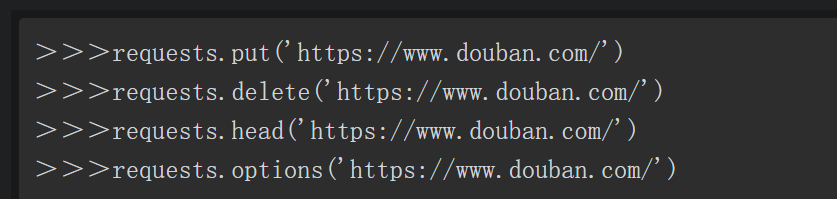 >>>requests.put('https://www.douban.com/')
>>>requests.delete('https://www.douban.com/')
>>>requests.head('https://www.douban.com/')
>>>requests.options('https://www.douban.com/')